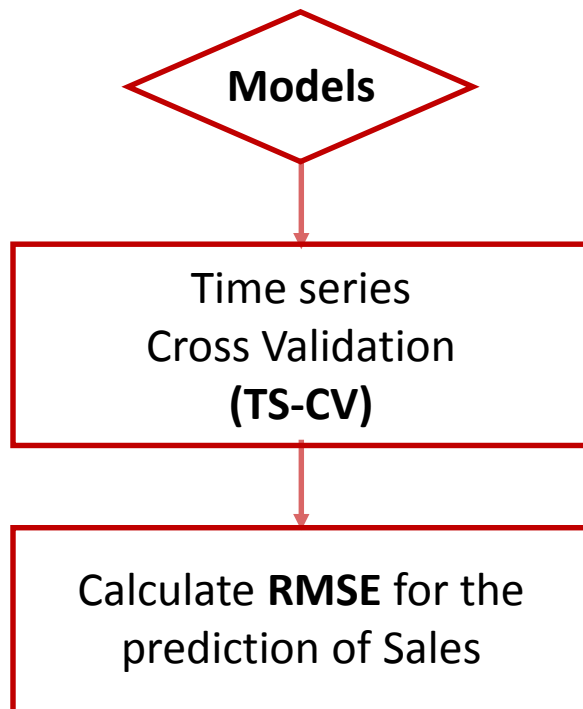 Models
Time series
Cross Validation
(TS-CV)
Calculate RMSE for the
prediction of Sales